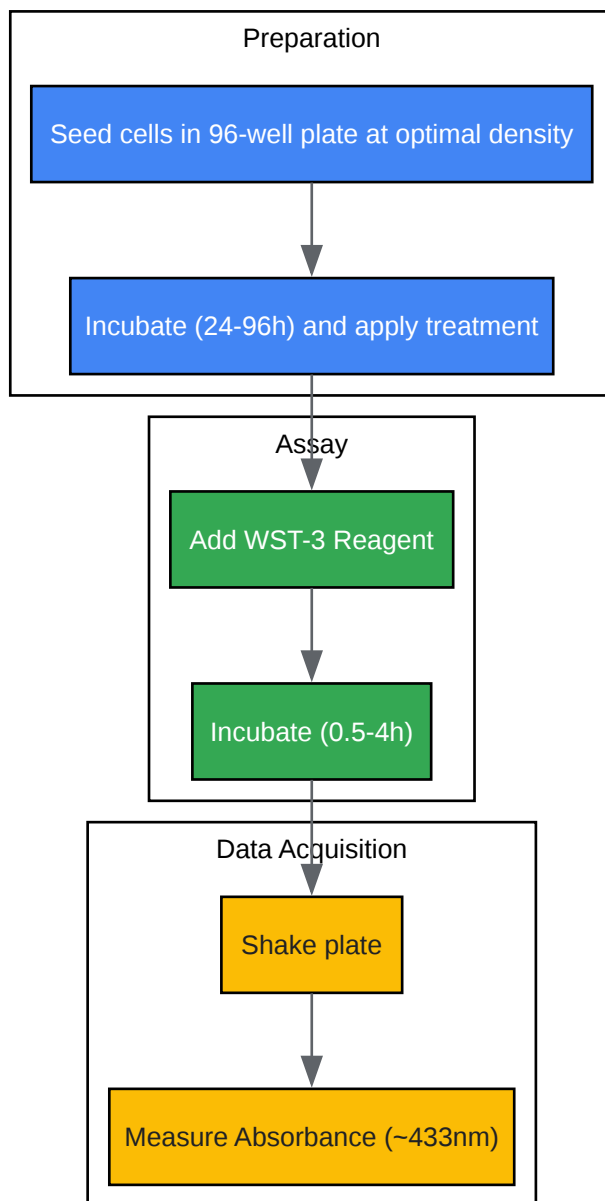 Preparation
Seed cells in 96-well plate at optimal density
Incubate (24-96h) and apply treatment
Assay
Add WST-3 Reagent
Incubate (0.5-4h)
Data Acquisition
Shake plate
Measure Absorbance (~433nm)